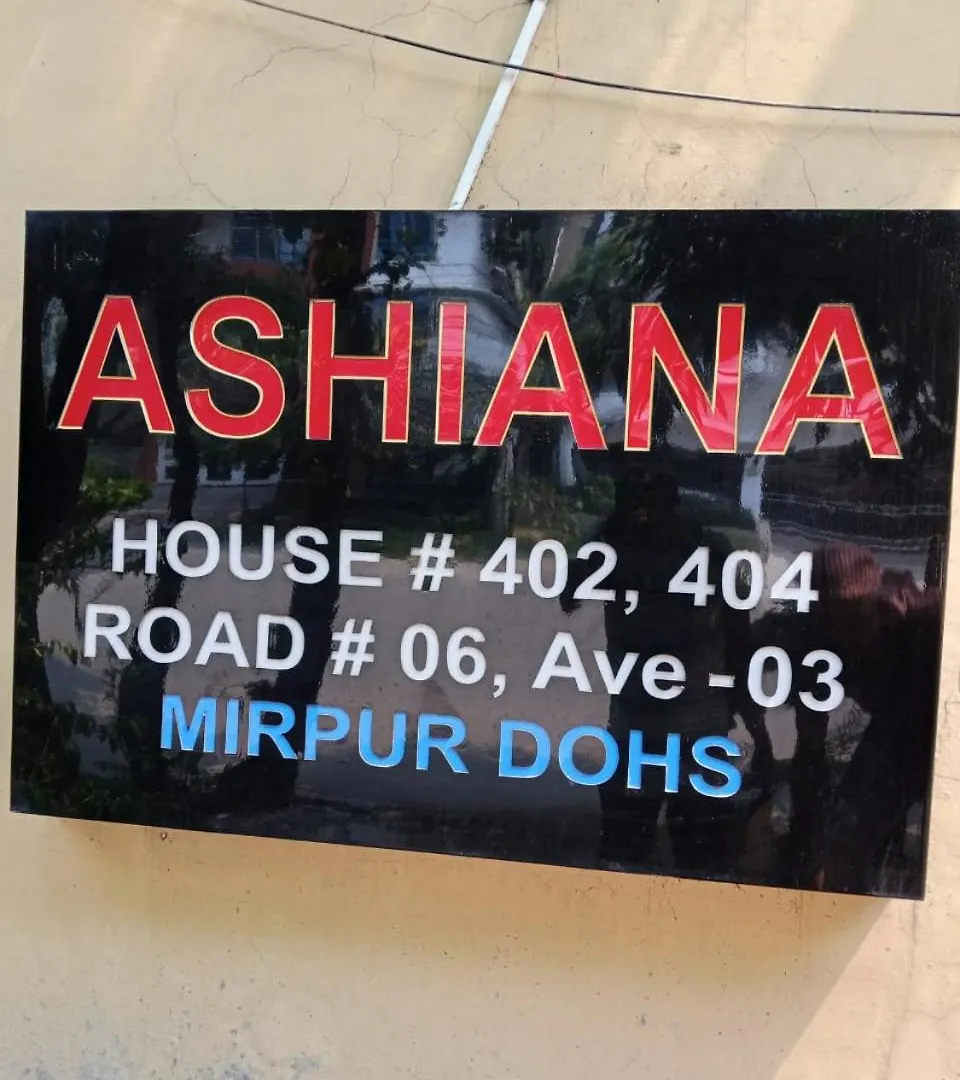 ASHIANA
HOUSE # 402, 404
ROAD # 06, Ave -03
MIRPUR DOHS